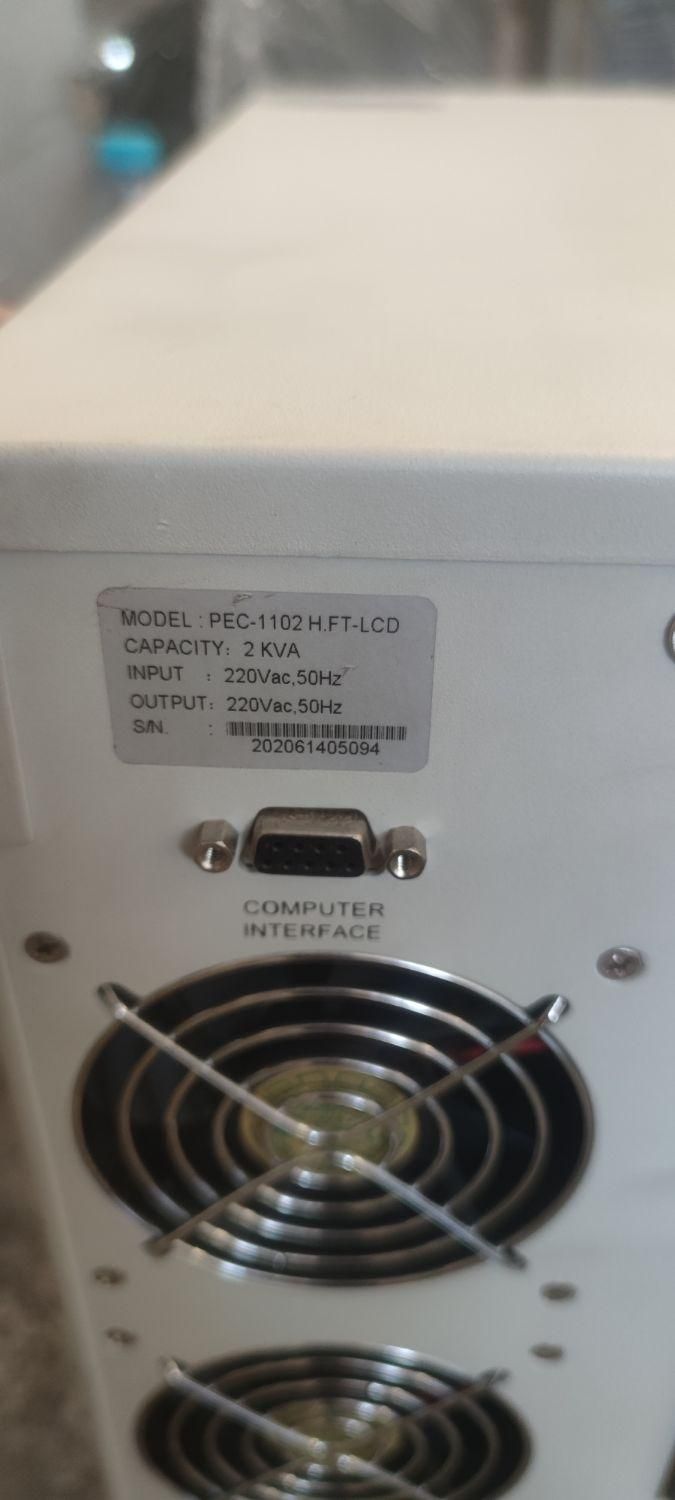 MODEL : PEC-1102 H.FT-LCD
CAPACITY: 2 KVA
INPUT : 220Vac,50Hz
OUTPUT: 220Vac,50Hz
S/N. :
202061405094
COMPUTER
INTERFACE